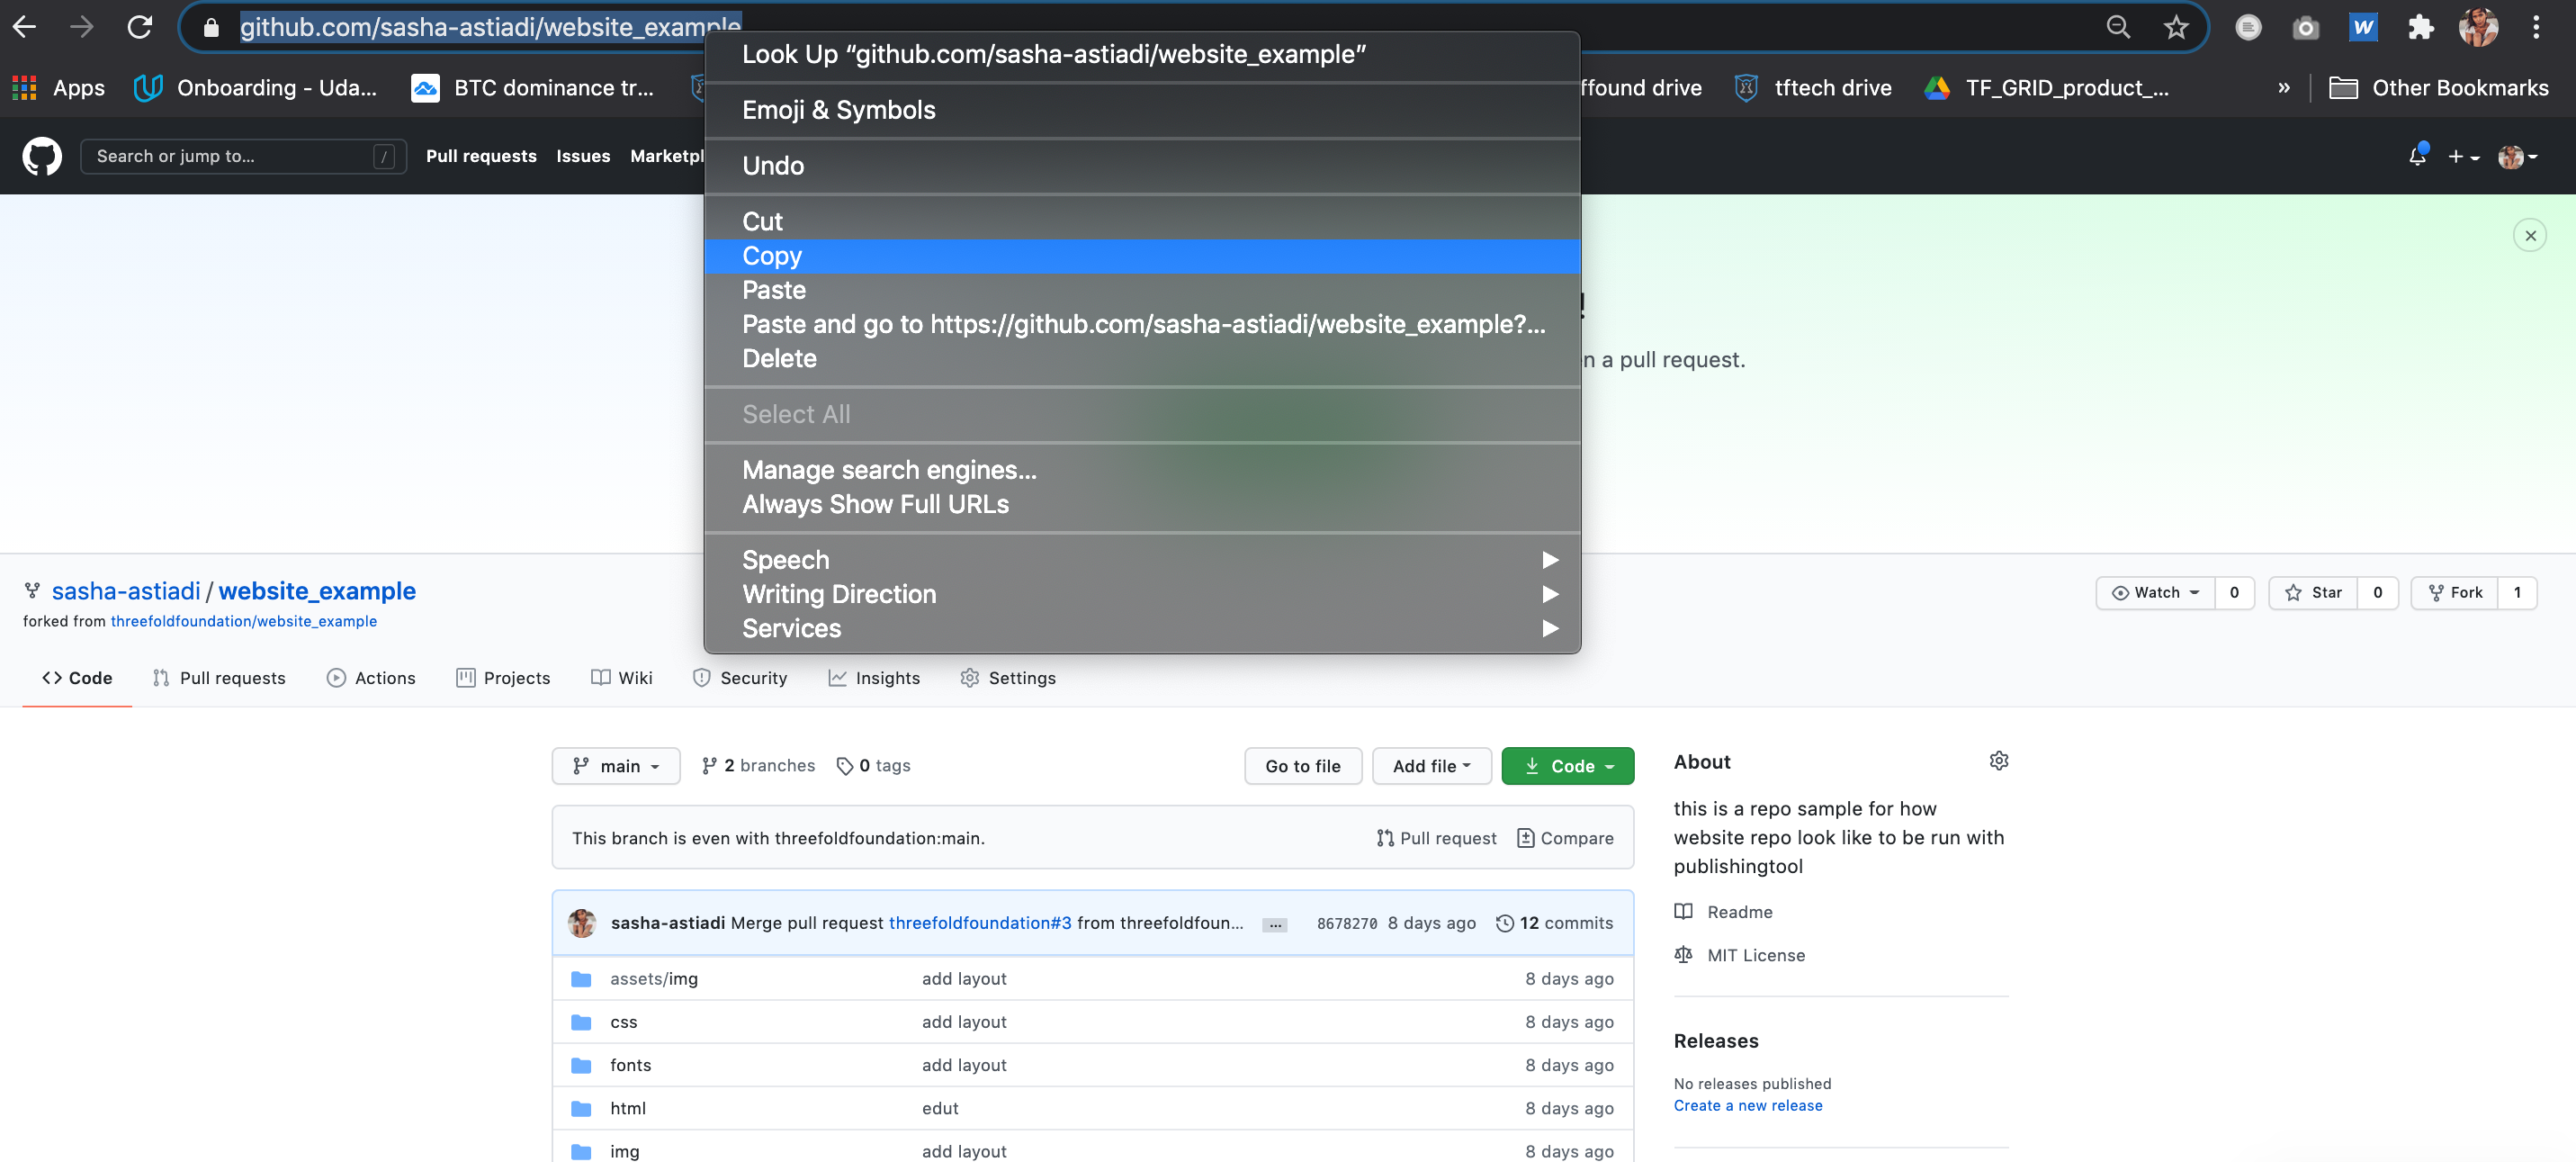 github.com/sasha-astiadi/website_example
Apps Onboarding - Uda... BTC dominance tr... ffound drive tftech drive TF_GRID_product_... » Other Bookmarks
Look Up “github.com/sasha-astiadi/website_example”
Emoji & Symbols
Undo
Cut
Copy
Paste
Paste and go to https://github.com/sasha-astiadi/website_example?...
Delete
Select All
Manage search engines...
Always Show Full URLs
Speech
Writing Direction
Services
Search or jump to... / Pull requests Issues Marketpl
!
n a pull request.
sasha-astiadi / website_example
forked from threefoldfoundation/website_example
Watch 0 Star 0 Fork 1
Code Pull requests Actions Projects Wiki Security Insights Settings
main 2 branches 0 tags Go to file Add file Code
This branch is even with threefoldfoundation:main. Pull request Compare
sasha-astiadi Merge pull request threefoldfoundation#3 from threefoldfoun... ... 8678270 8 days ago 12 commits
assets/img add layout 8 days ago
css add layout 8 days ago
fonts add layout 8 days ago
html edut 8 days ago
img add layout 8 days ago
About
this is a repo sample for how
website repo look like to be run with
publishingtool
Readme
MIT License
Releases
No releases published
Create a new release